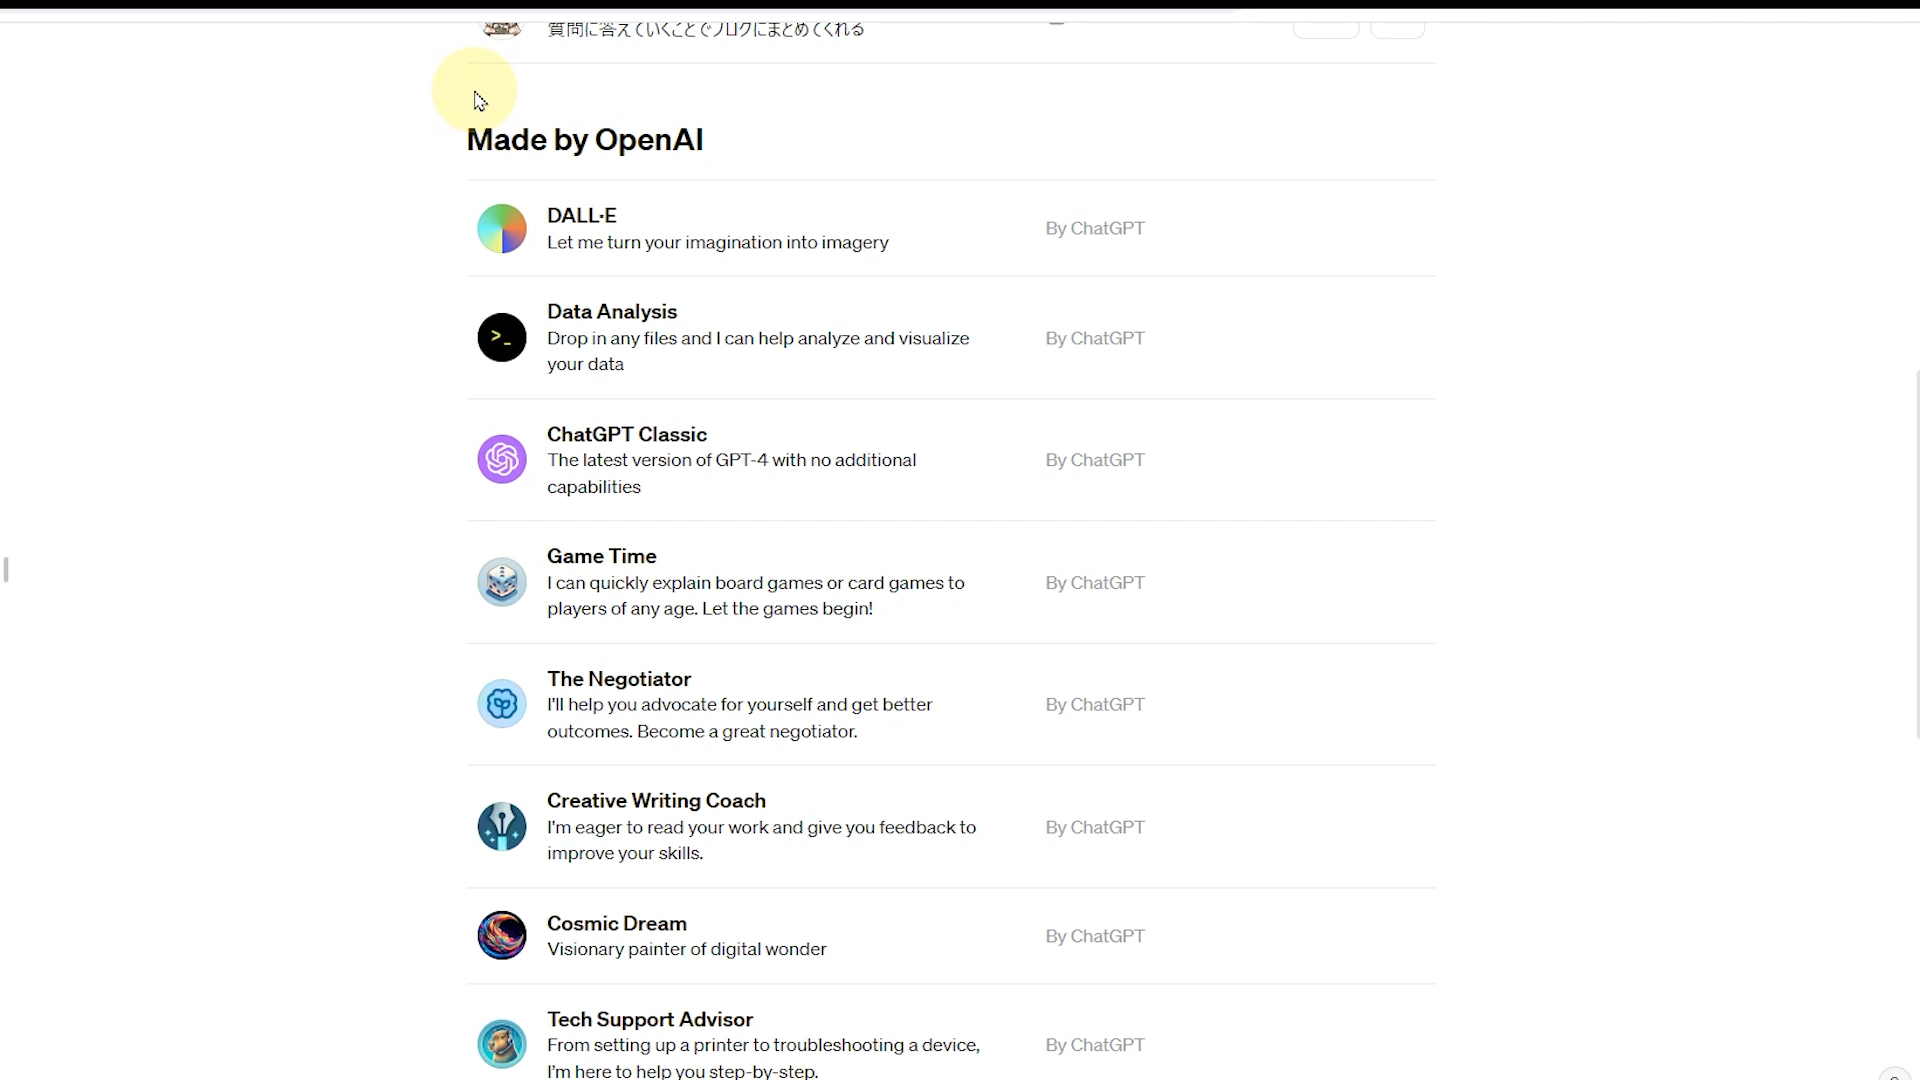 質問に答えていくことでブログにまとめてくれる
Made by OpenAI
DALL·E
Let me turn your imagination into imagery
By ChatGPT
Data Analysis
Drop in any files and I can help analyze and visualize
your data
By ChatGPT
ChatGPT Classic
The latest version of GPT-4 with no additional
capabilities
By ChatGPT
Game Time
I can quickly explain board games or card games to
players of any age. Let the games begin!
By ChatGPT
The Negotiator
I'll help you advocate for yourself and get better
outcomes. Become a great negotiator.
By ChatGPT
Creative Writing Coach
I'm eager to read your work and give you feedback to
improve your skills.
By ChatGPT
Cosmic Dream
Visionary painter of digital wonder
By ChatGPT
Tech Support Advisor
From setting up a printer to troubleshooting a device,
I'm here to help you step-by-step.
By ChatGPT